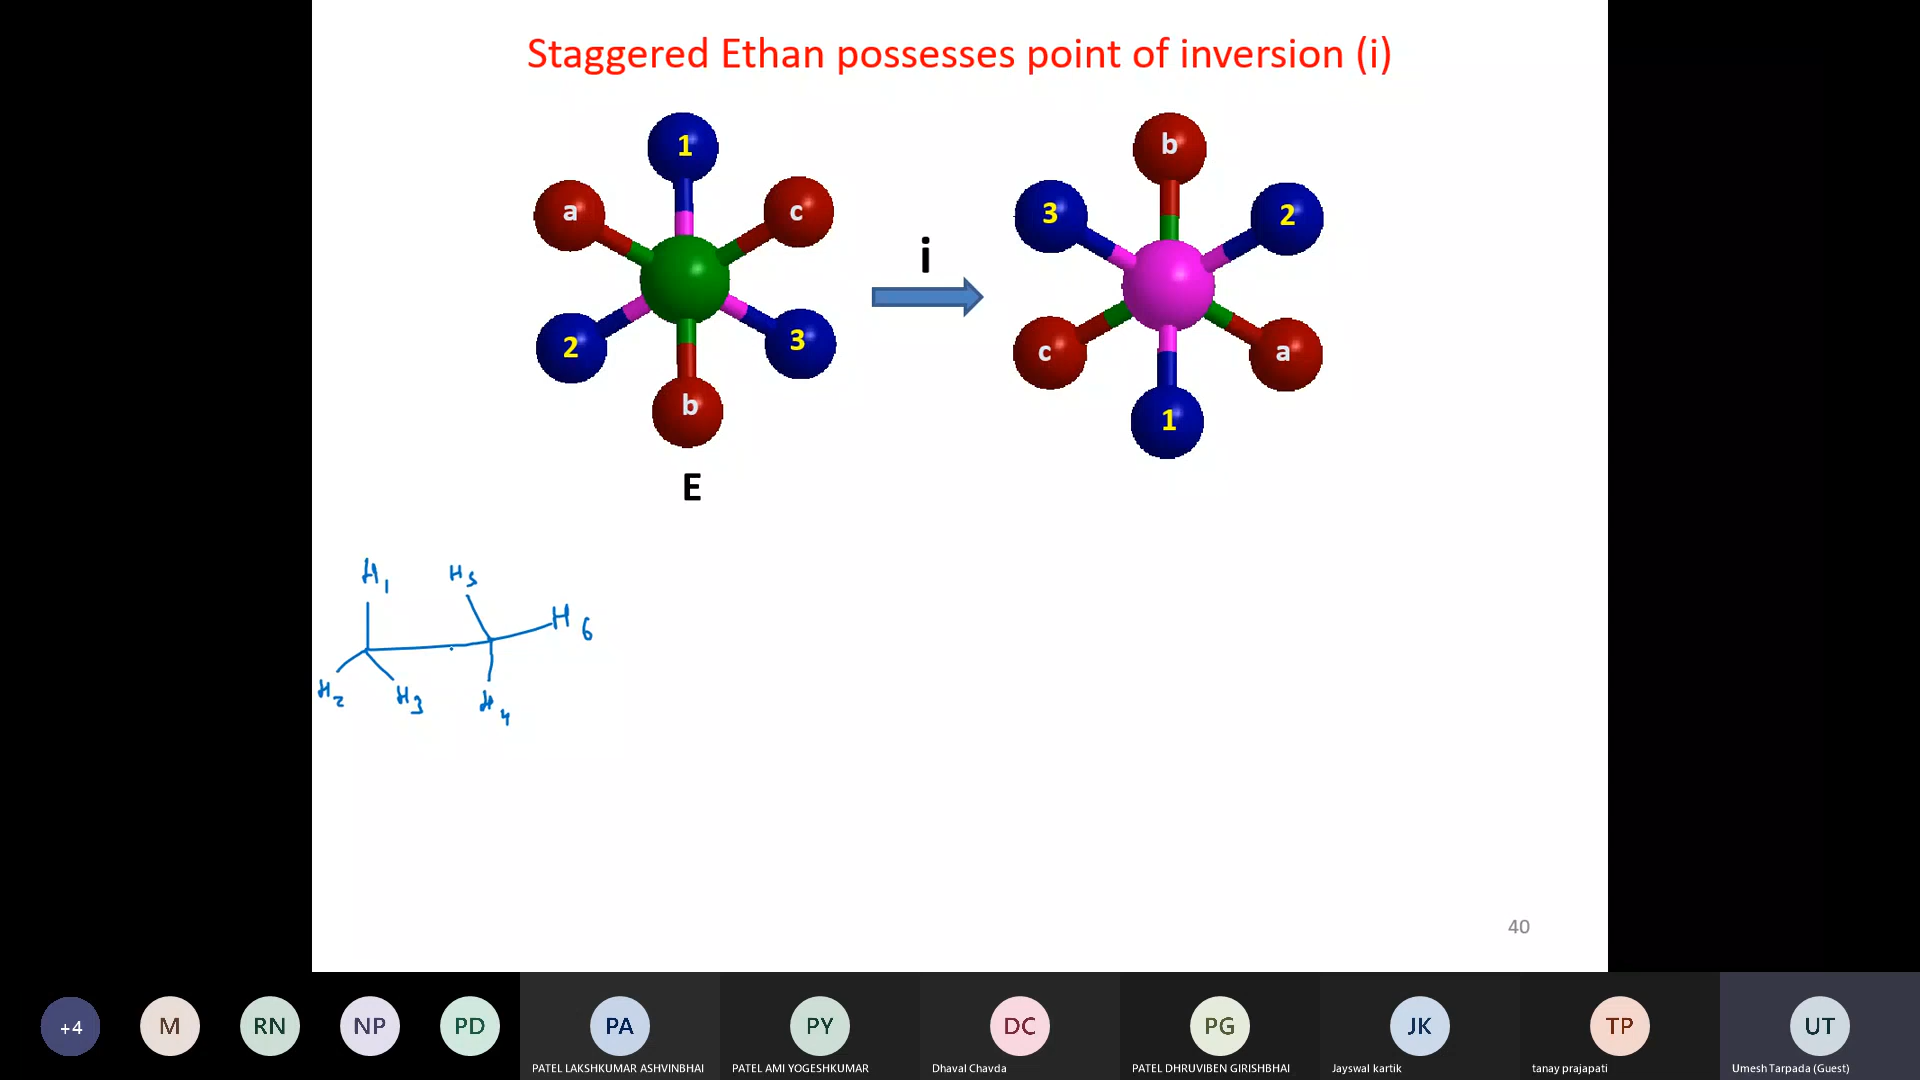 Staggered Ethan possesses point of inversion (i)
1
a
c
2
3
b
E
i
b
3
2
c
a
1
H1
H5
H6
H2
H3
H4
40
+4
M
RN
NP
PD
PA
PY
DC
PG
JK
TP
UT
PATEL LAKSHKUMAR ASHVINBHAI
PATEL AMI YOGESHKUMAR
Dhaval Chavda
PATEL DHRUVIBEN GIRISHBHAI
Jayswal kartik
tanay prajapati
Umesh Tarpada (Guest)